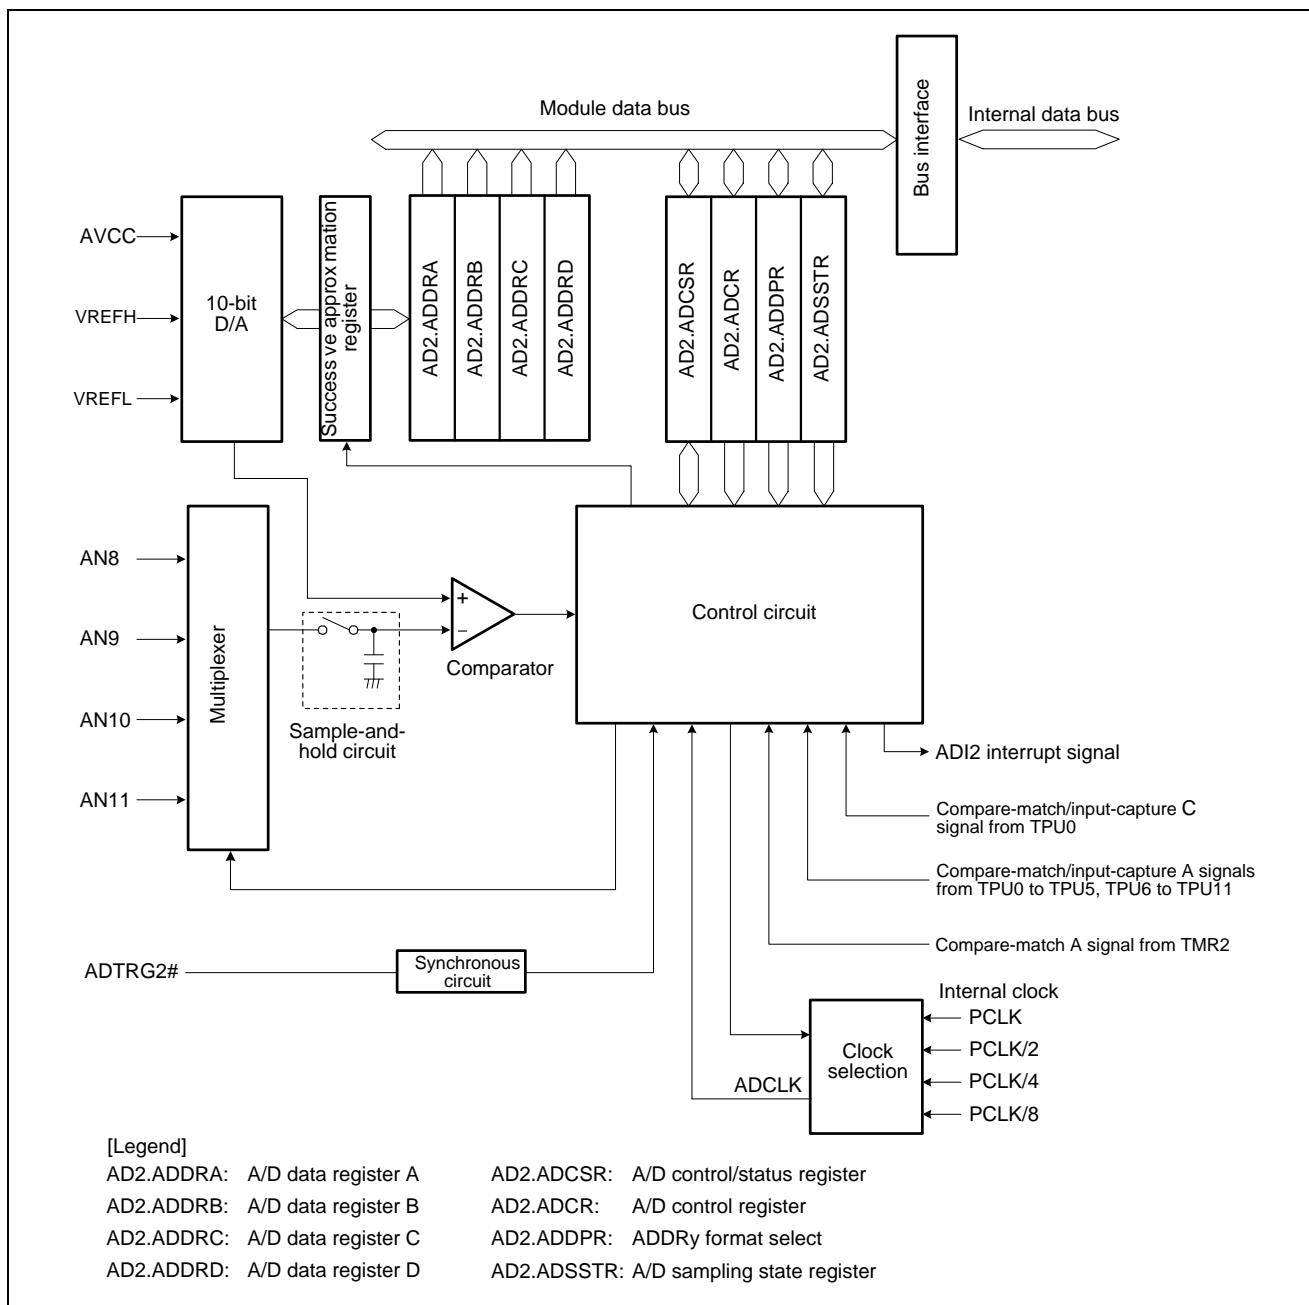 Module data bus
Internal data bus
Bus interface
AVCC
VREFH
VREFL
10-bit
D/A
Success ve approx mation
register
AD2.ADDRA
AD2.ADDRB
AD2.ADDRC
AD2.ADDRD
AD2.ADCSR
AD2.ADCR
AD2.ADDPR
AD2.ADSSTR
AN8
AN9
AN10
AN11
Multiplexer
+
−
Comparator
Sample-and-
hold circuit
Control circuit
ADI2 interrupt signal
Compare-match/input-capture C
signal from TPU0
Compare-match/input-capture A signals
from TPU0 to TPU5, TPU6 to TPU11
Compare-match A signal from TMR2
ADTRG2#
Synchronous
circuit
Internal clock
PCLK
PCLK/2
PCLK/4
PCLK/8
Clock
selection
ADCLK
[Legend]
AD2.ADDRA: A/D data register A AD2.ADCSR: A/D control/status register
AD2.ADDRB: A/D data register B AD2.ADCR: A/D control register
AD2.ADDRC: A/D data register C AD2.ADDPR: ADDRy format select
AD2.ADDRD: A/D data register D AD2.ADSSTR: A/D sampling state register